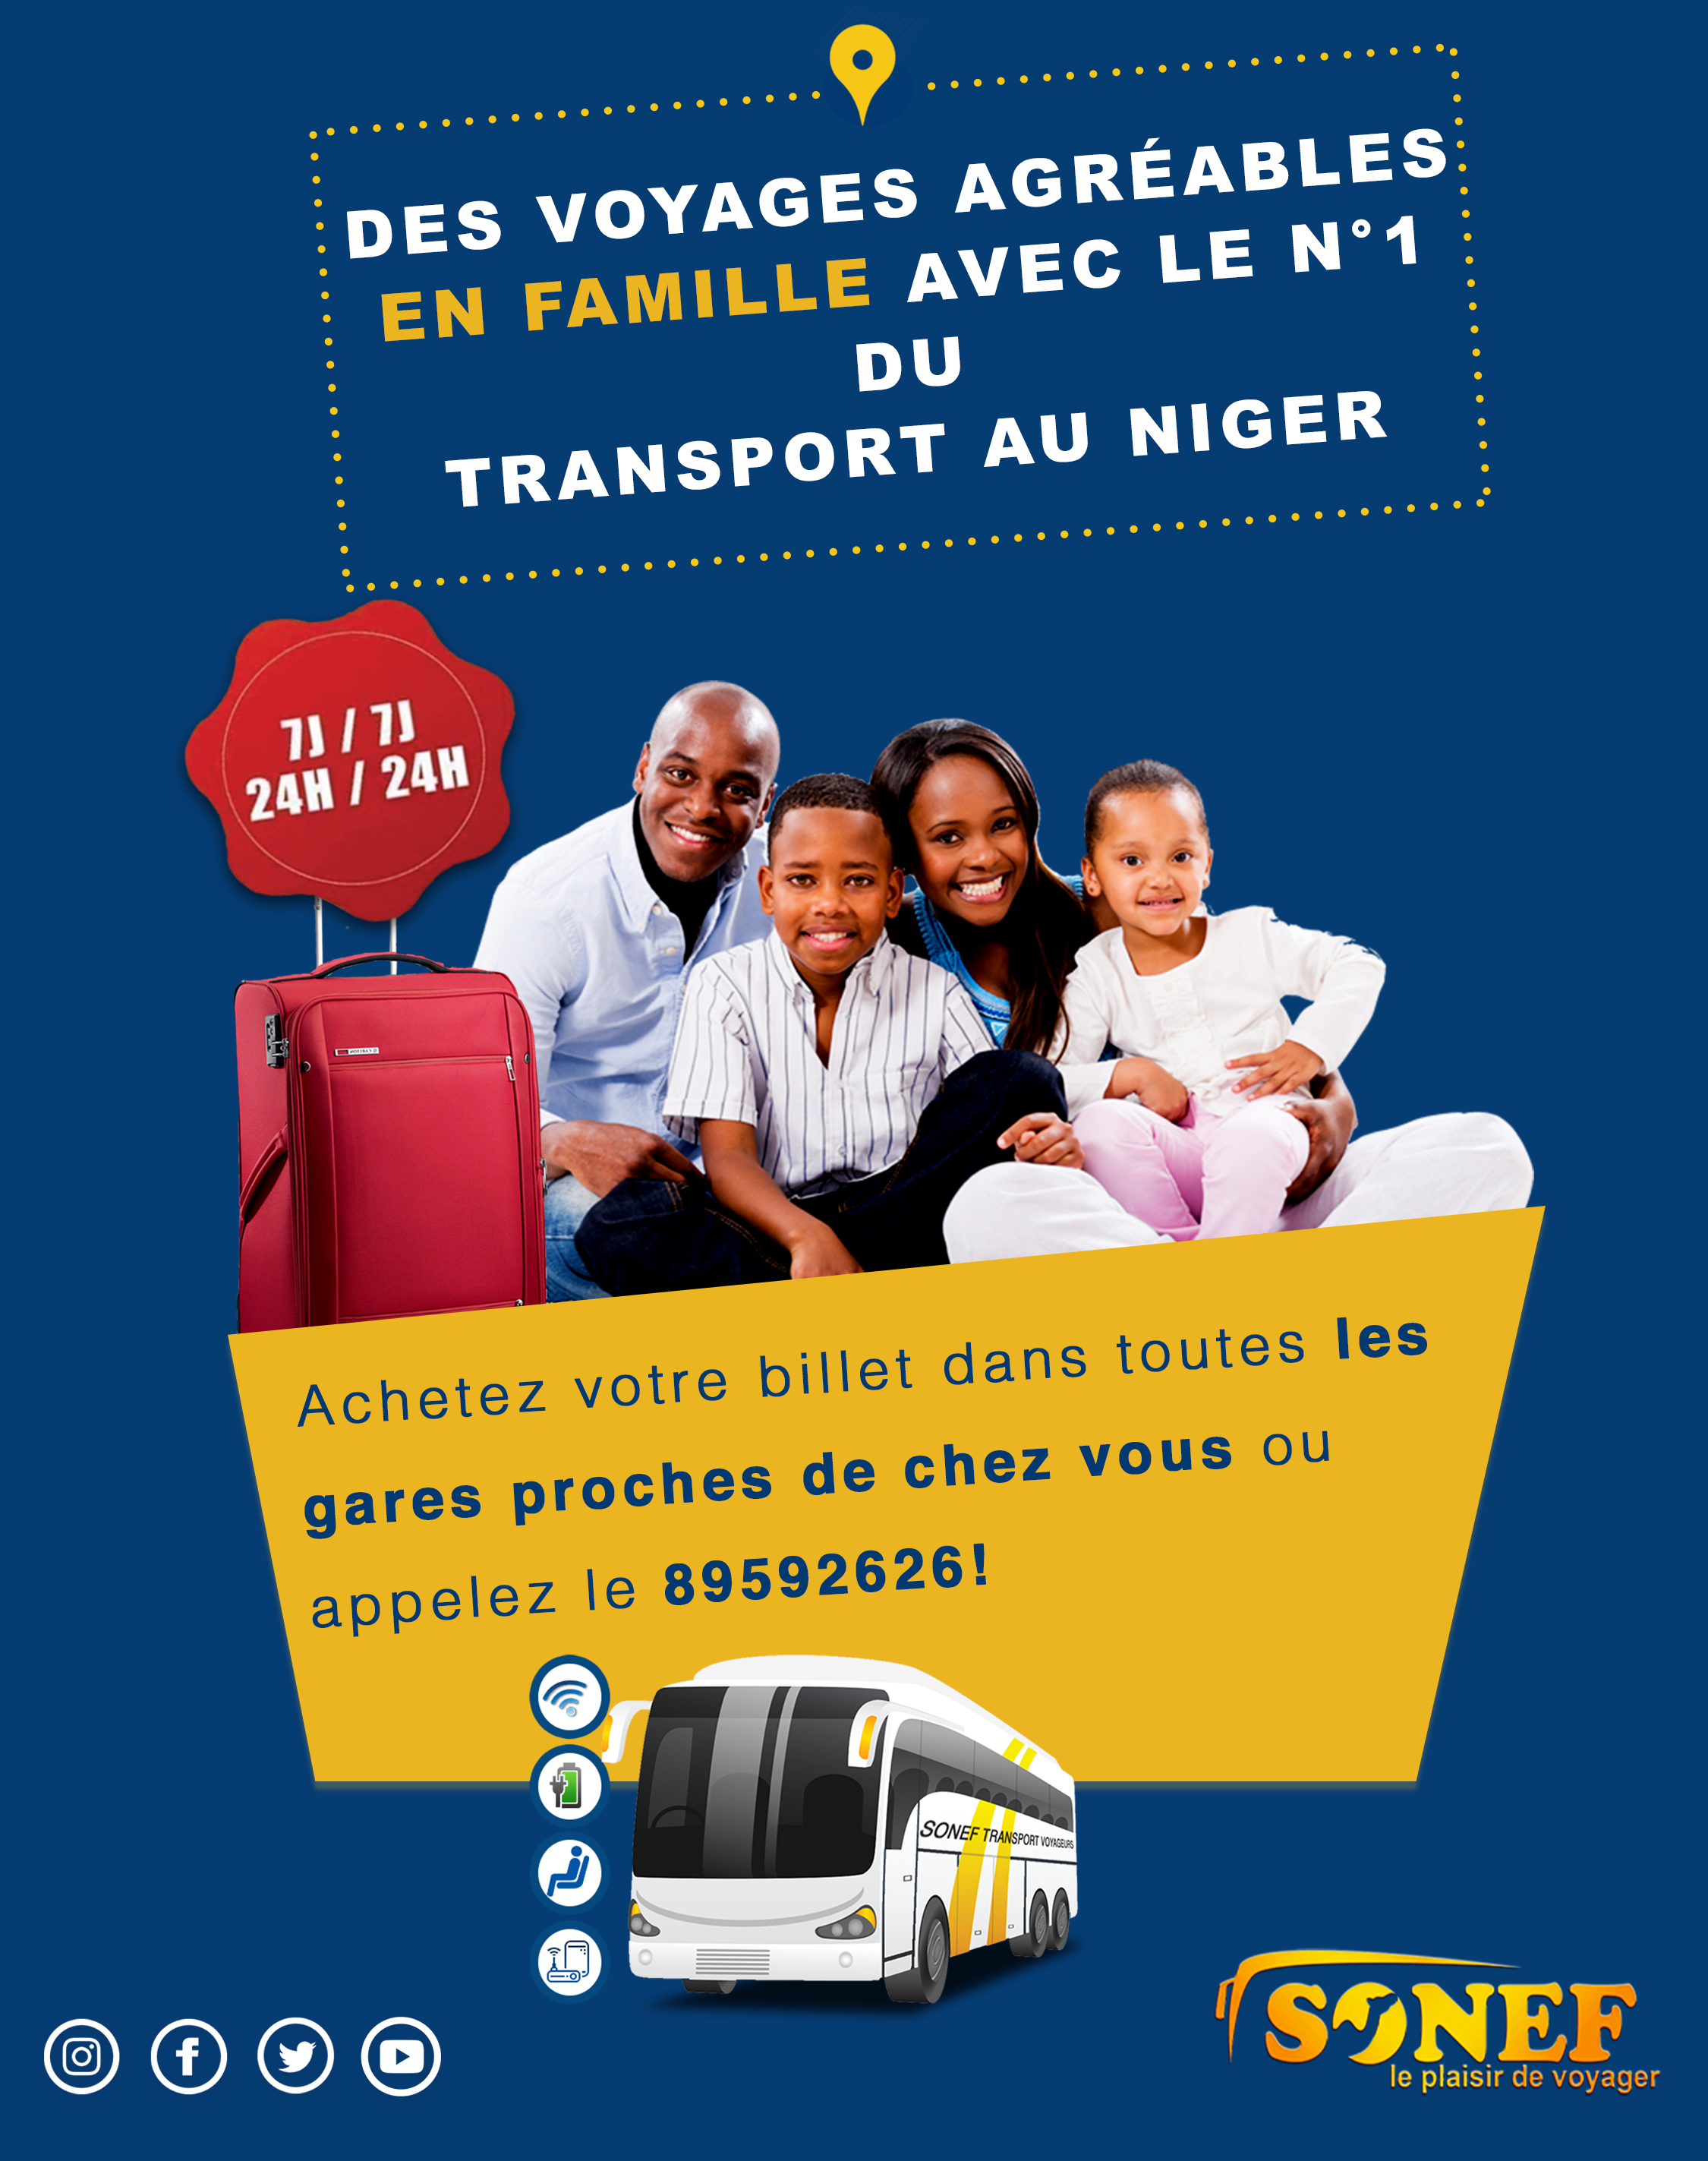 DES VOYAGES AGRÉABLES
EN FAMILLE AVEC LE N°1
DU
TRANSPORT AU NIGER
7J / 7J
24H / 24H
Achetez votre billet dans toutes les
gares proches de chez vous ou
appelez le 89592626!
SONEF TRANSPORT VOYAGEURS
SONEF
le plaisir de voyager